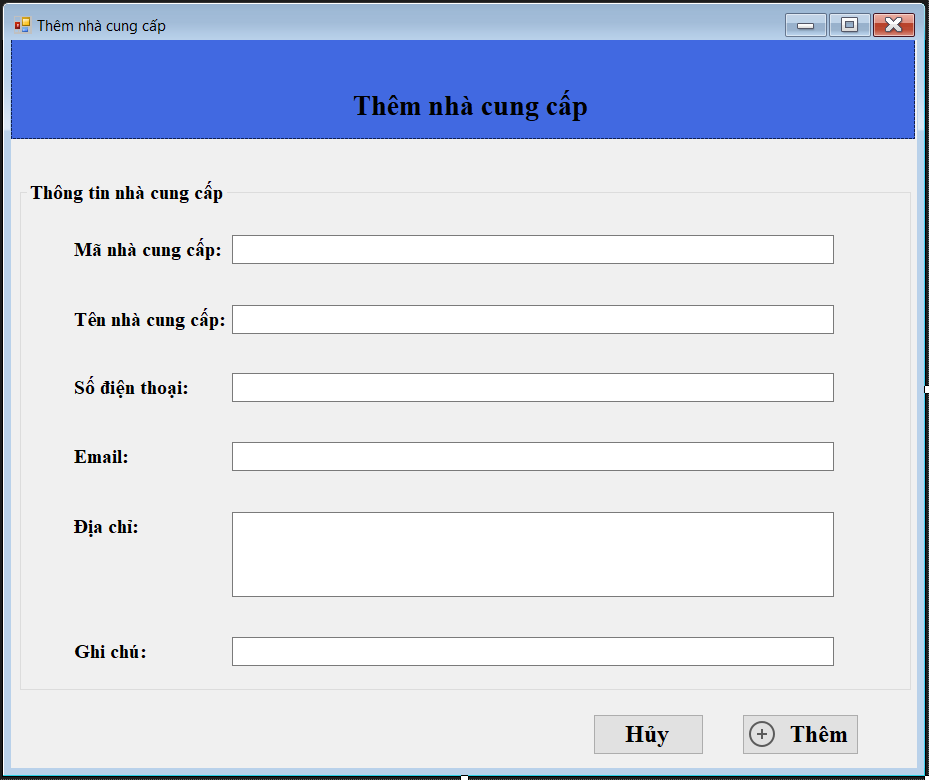 Thêm nhà cung cấp
Thêm nhà cung cấp
Thông tin nhà cung cấp
Mã nhà cung cấp:
Tên nhà cung cấp:
Số điện thoại:
Email:
Địa chỉ:
Ghi chú:
Hủy
Thêm